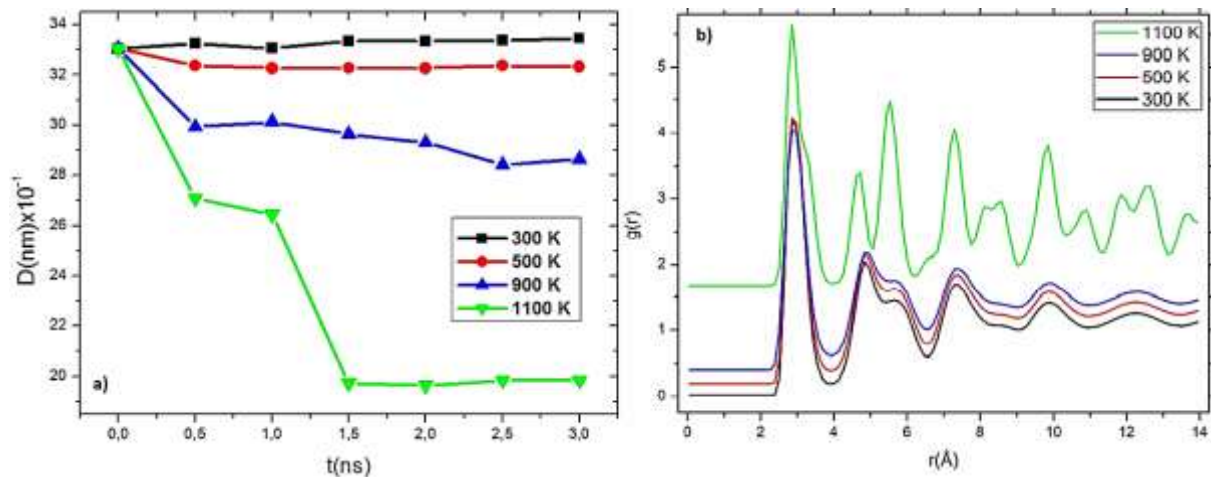 34
32
30
28
26
24
22
20
D(nm)x10⁻¹
300 K
500 K
900 K
1100 K
a)
0,0 0,5 1,0 1,5 2,0 2,5 3,0
t(ns)
b)
1100 K
900 K
500 K
300 K
5
4
3
2
1
0
g(r)
0 2 4 6 8 10 12 14
r(Å)